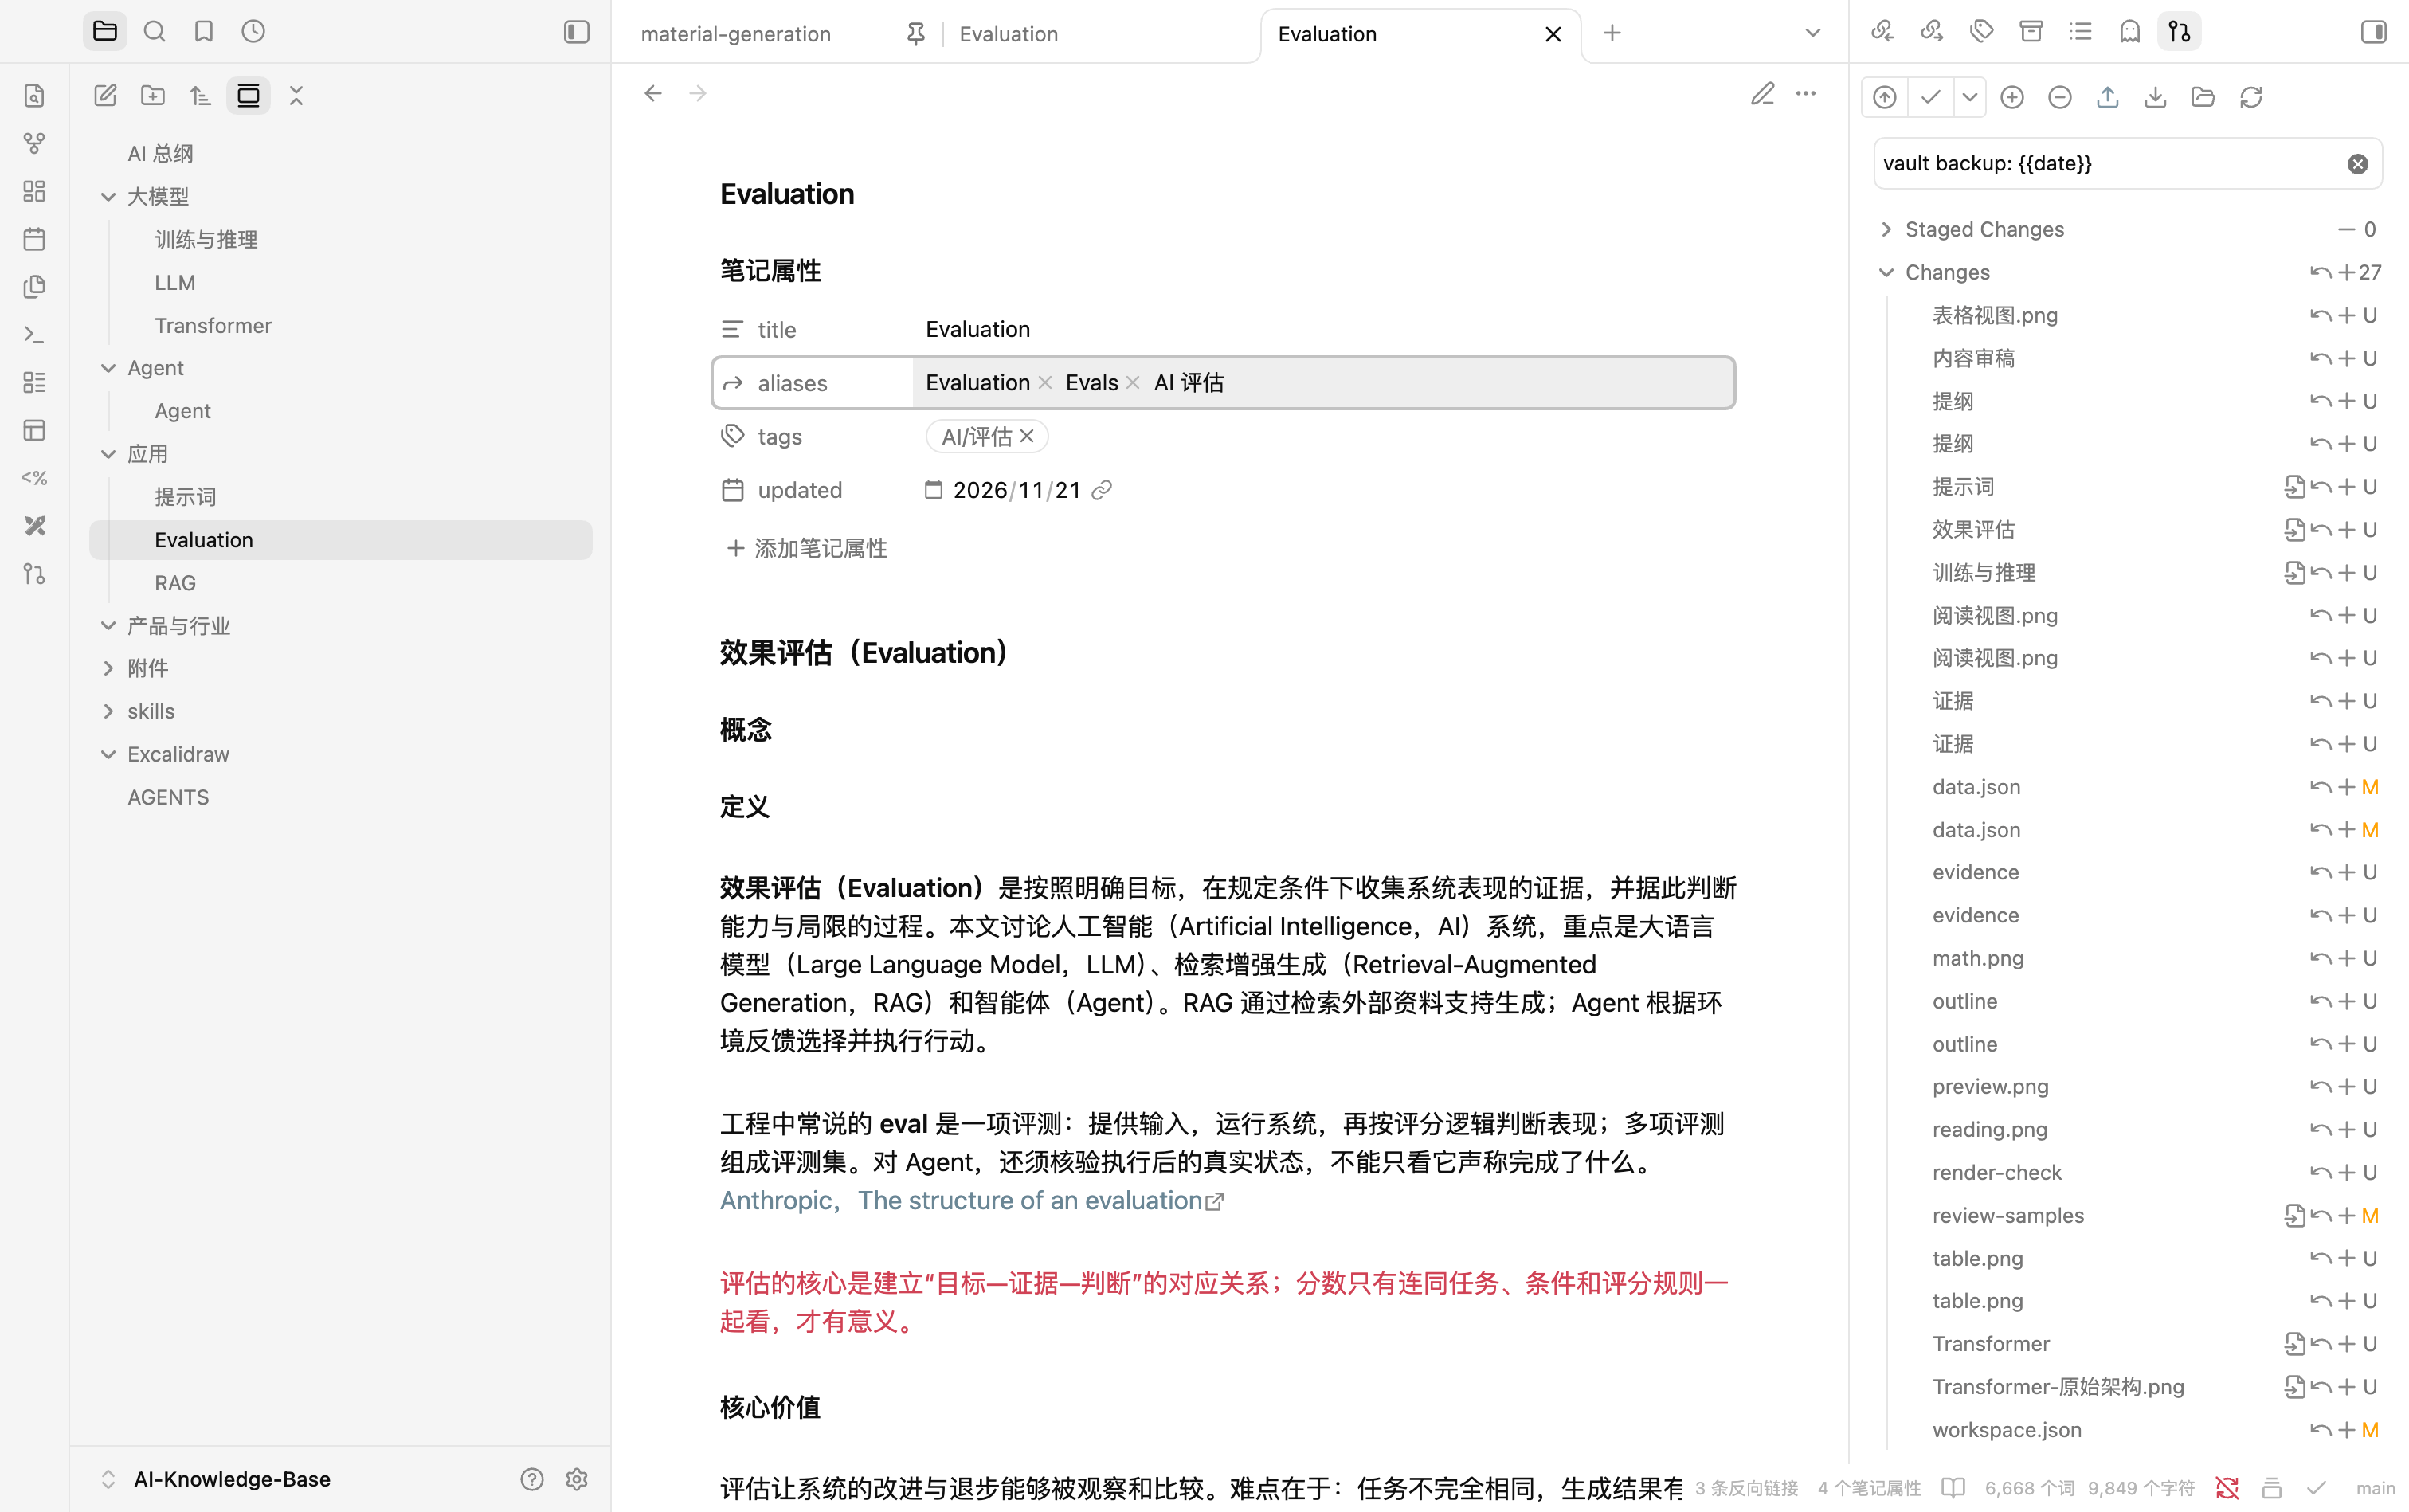 material-generation
Evaluation
Evaluation
AI 总纲
大模型
训练与推理
LLM
Transformer
Agent
Agent
应用
提示词
Evaluation
RAG
产品与行业
附件
skills
Excalidraw
AGENTS
AI-Knowledge-Base
<%
Evaluation
笔记属性
title Evaluation
aliases Evaluation Evals AI 评估
tags AI/评估
updated 2026/11/21
添加笔记属性
效果评估（Evaluation）
概念
定义
效果评估（Evaluation）是按照明确目标，在规定条件下收集系统表现的证据，并据此判断
能力与局限的过程。本文讨论人工智能（Artificial Intelligence，AI）系统，重点是大语言
模型（Large Language Model，LLM）、检索增强生成（Retrieval-Augmented
Generation，RAG）和智能体（Agent）。RAG 通过检索外部资料支持生成；Agent 根据环
境反馈选择并执行行动。
工程中常说的 eval 是一项评测：提供输入，运行系统，再按评分逻辑判断表现；多项评测
组成评测集。对 Agent，还须核验执行后的真实状态，不能只看它声称完成了什么。
Anthropic，The structure of an evaluation
评估的核心是建立“目标—证据—判断”的对应关系；分数只有连同任务、条件和评分规则一
起看，才有意义。
核心价值
评估让系统的改进与退步能够被观察和比较。难点在于：任务不完全相同，生成结果有
vault backup: {{date}}
Staged Changes 0
Changes 27
表格视图.png U
内容审稿 U
提纲 U
提纲 U
提示词 U
效果评估 U
训练与推理 U
阅读视图.png U
阅读视图.png U
证据 U
证据 U
data.json M
data.json M
evidence U
evidence U
math.png U
outline U
outline U
preview.png U
reading.png U
render-check U
review-samples M
table.png U
table.png U
Transformer U
Transformer-原始架构.png U
workspace.json M
3 条反向链接 4 个笔记属性 6,668 个词 9,849 个字符 main